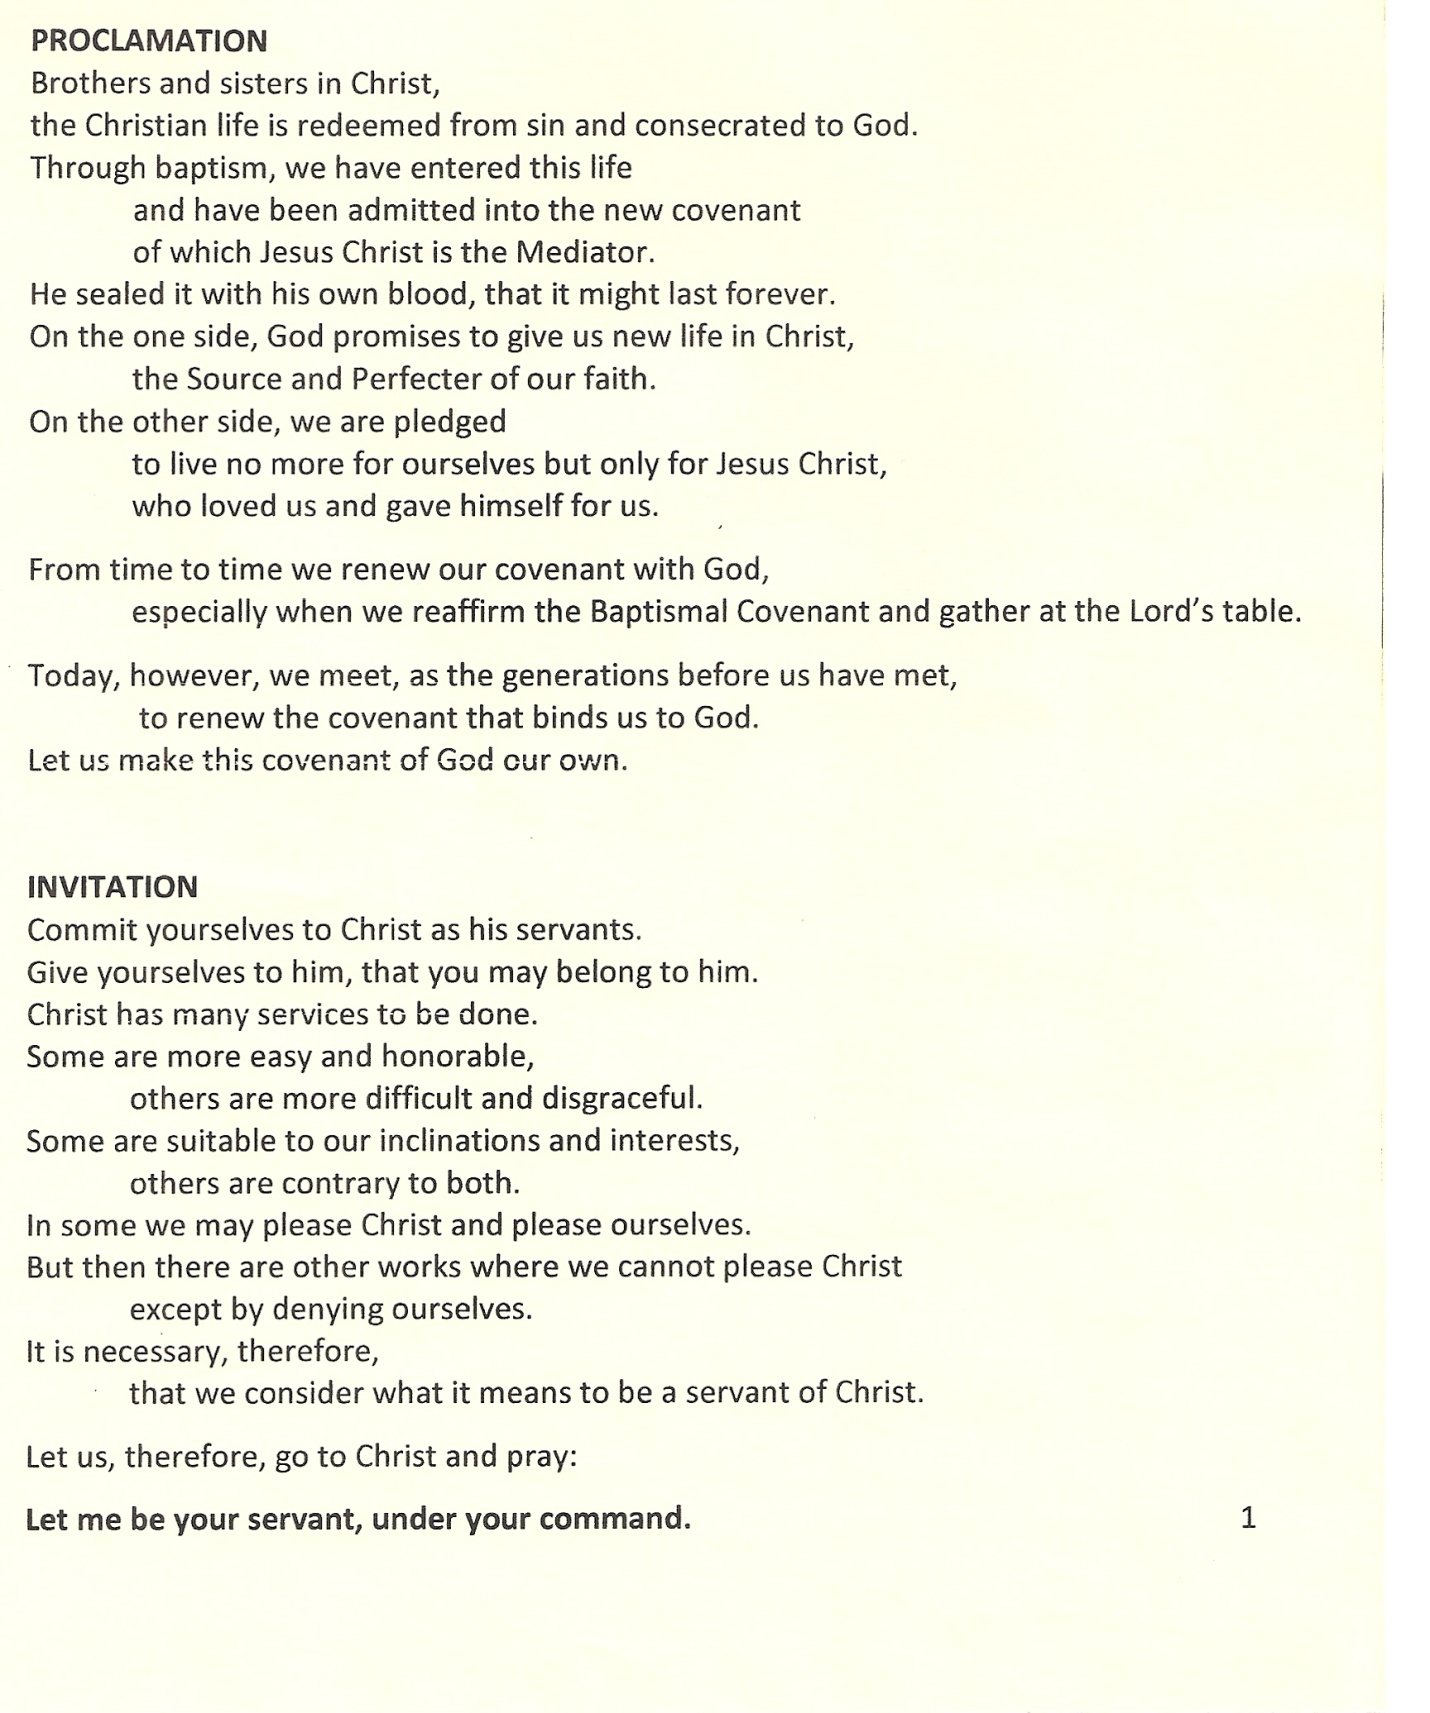 PROCLAMATION
Brothers and sisters in Christ,
the Christian life is redeemed from sin and consecrated to God.
Through baptism, we have entered this life
and have been admitted into the new covenant
of which Jesus Christ is the Mediator.
He sealed it with his own blood, that it might last forever.
On the one side, God promises to give us new life in Christ,
the Source and Perfecter of our faith.
On the other side, we are pledged
to live no more for ourselves but only for Jesus Christ,
who loved us and gave himself for us.
From time to time we renew our covenant with God,
especially when we reaffirm the Baptismal Covenant and gather at the Lord’s table.
Today, however, we meet, as the generations before us have met,
to renew the covenant that binds us to God.
Let us make this covenant of God our own.
INVITATION
Commit yourselves to Christ as his servants.
Give yourselves to him, that you may belong to him.
Christ has many services to be done.
Some are more easy and honorable,
others are more difficult and disgraceful.
Some are suitable to our inclinations and interests,
others are contrary to both.
In some we may please Christ and please ourselves.
But then there are other works where we cannot please Christ
except by denying ourselves.
It is necessary, therefore,
that we consider what it means to be a servant of Christ.
Let us, therefore, go to Christ and pray:
Let me be your servant, under your command. 1